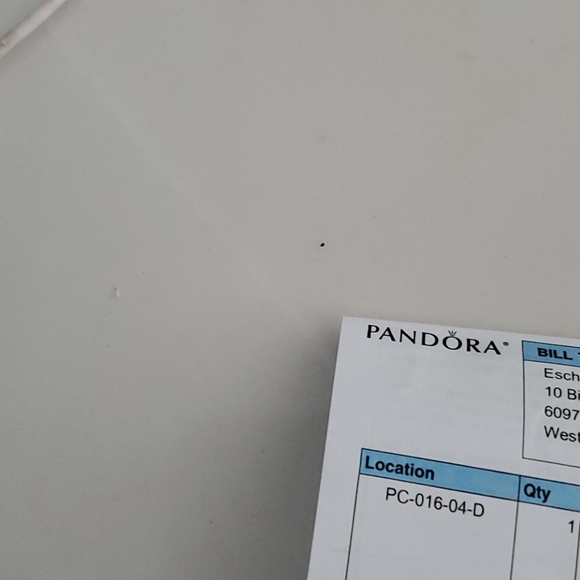 PANDORA®
BILL
Esch
10 Bi
6097
West
Location Qty
PC-016-04-D 1